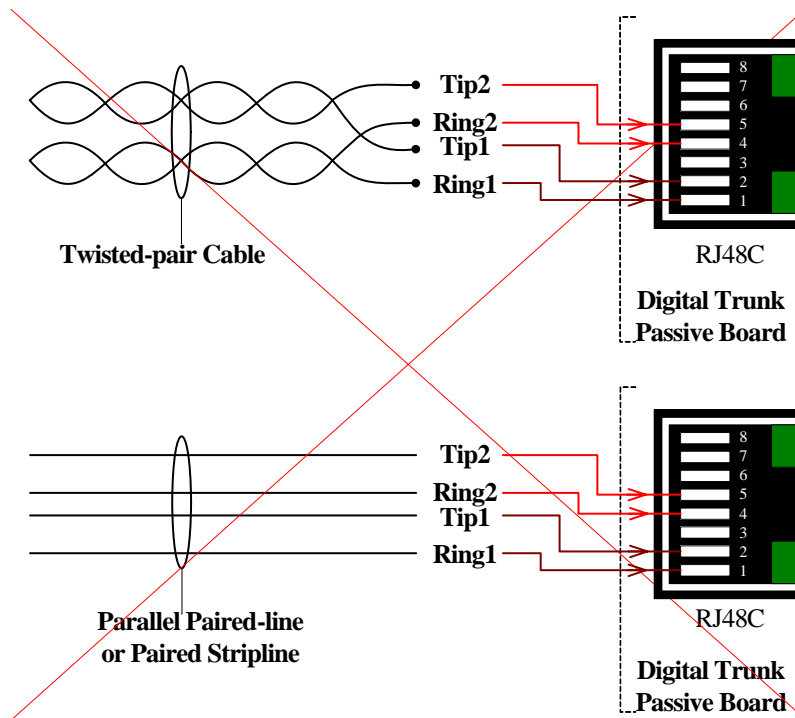 Tip2
Ring2
Tip1
Ring1
8
7
6
5
4
3
2
1
Twisted-pair Cable
RJ48C
Digital Trunk
Passive Board
Tip2
Ring2
Tip1
Ring1
8
7
6
5
4
3
2
1
Parallel Paired-line
or Paired Stripline
RJ48C
Digital Trunk
Passive Board